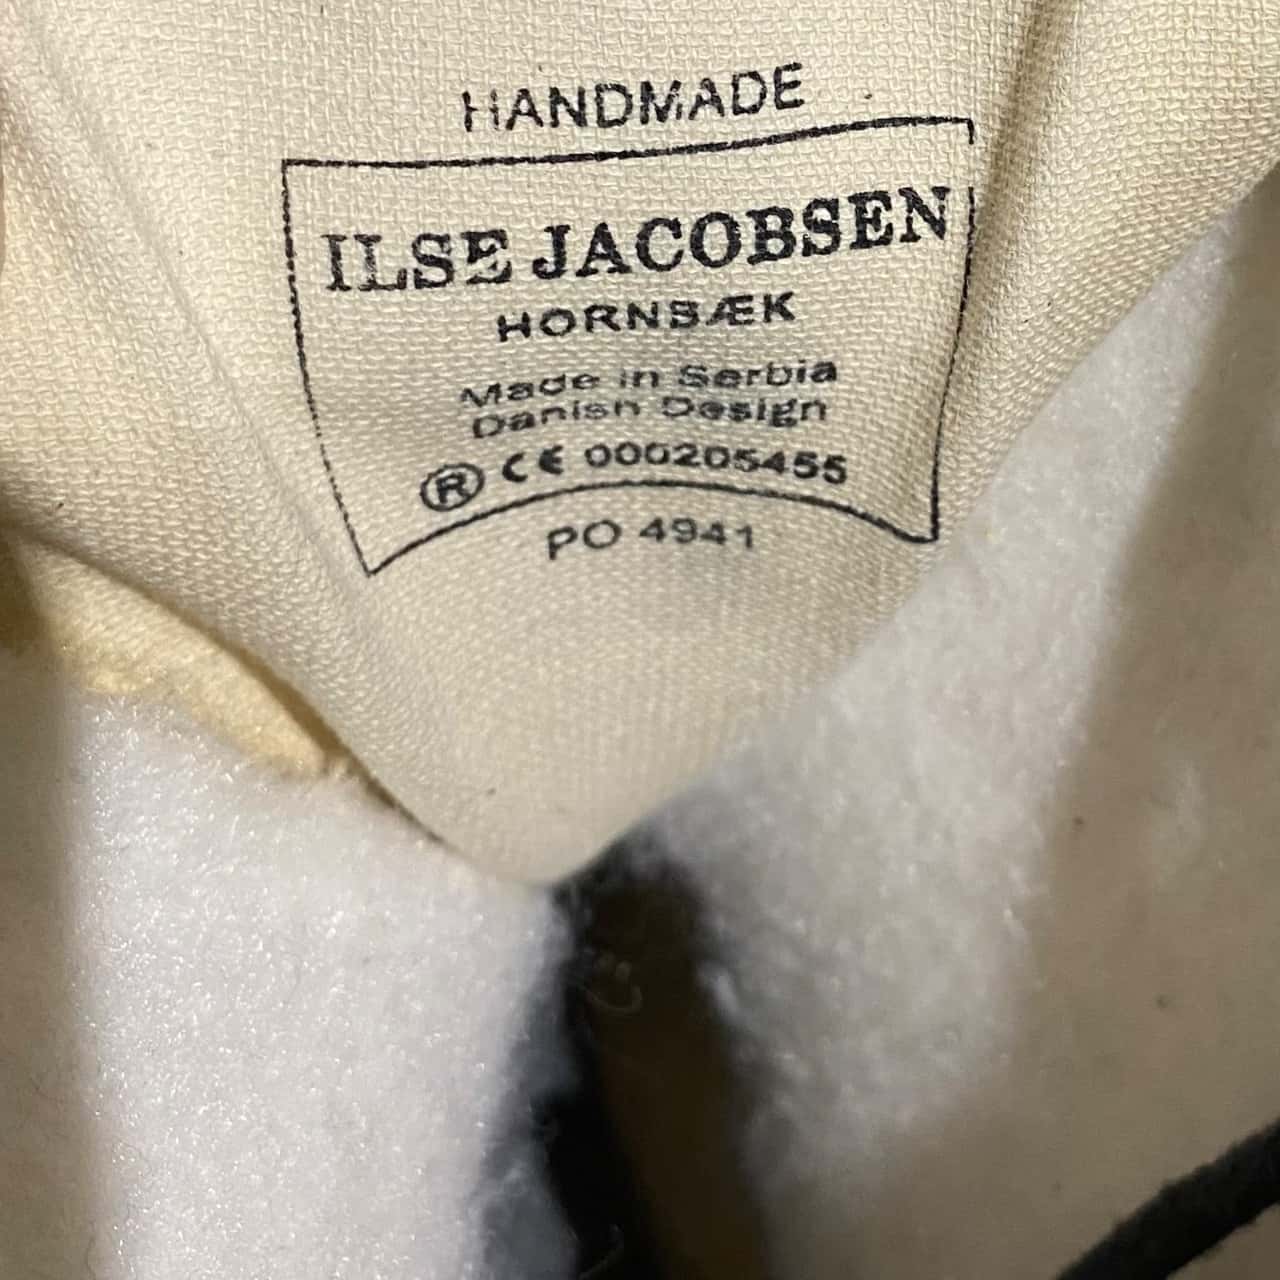 HANDMADE
ILSE JACOBSEN
HORNBÆK
Made in Serbia
Danish Design
® CE 000205455
PO 4941